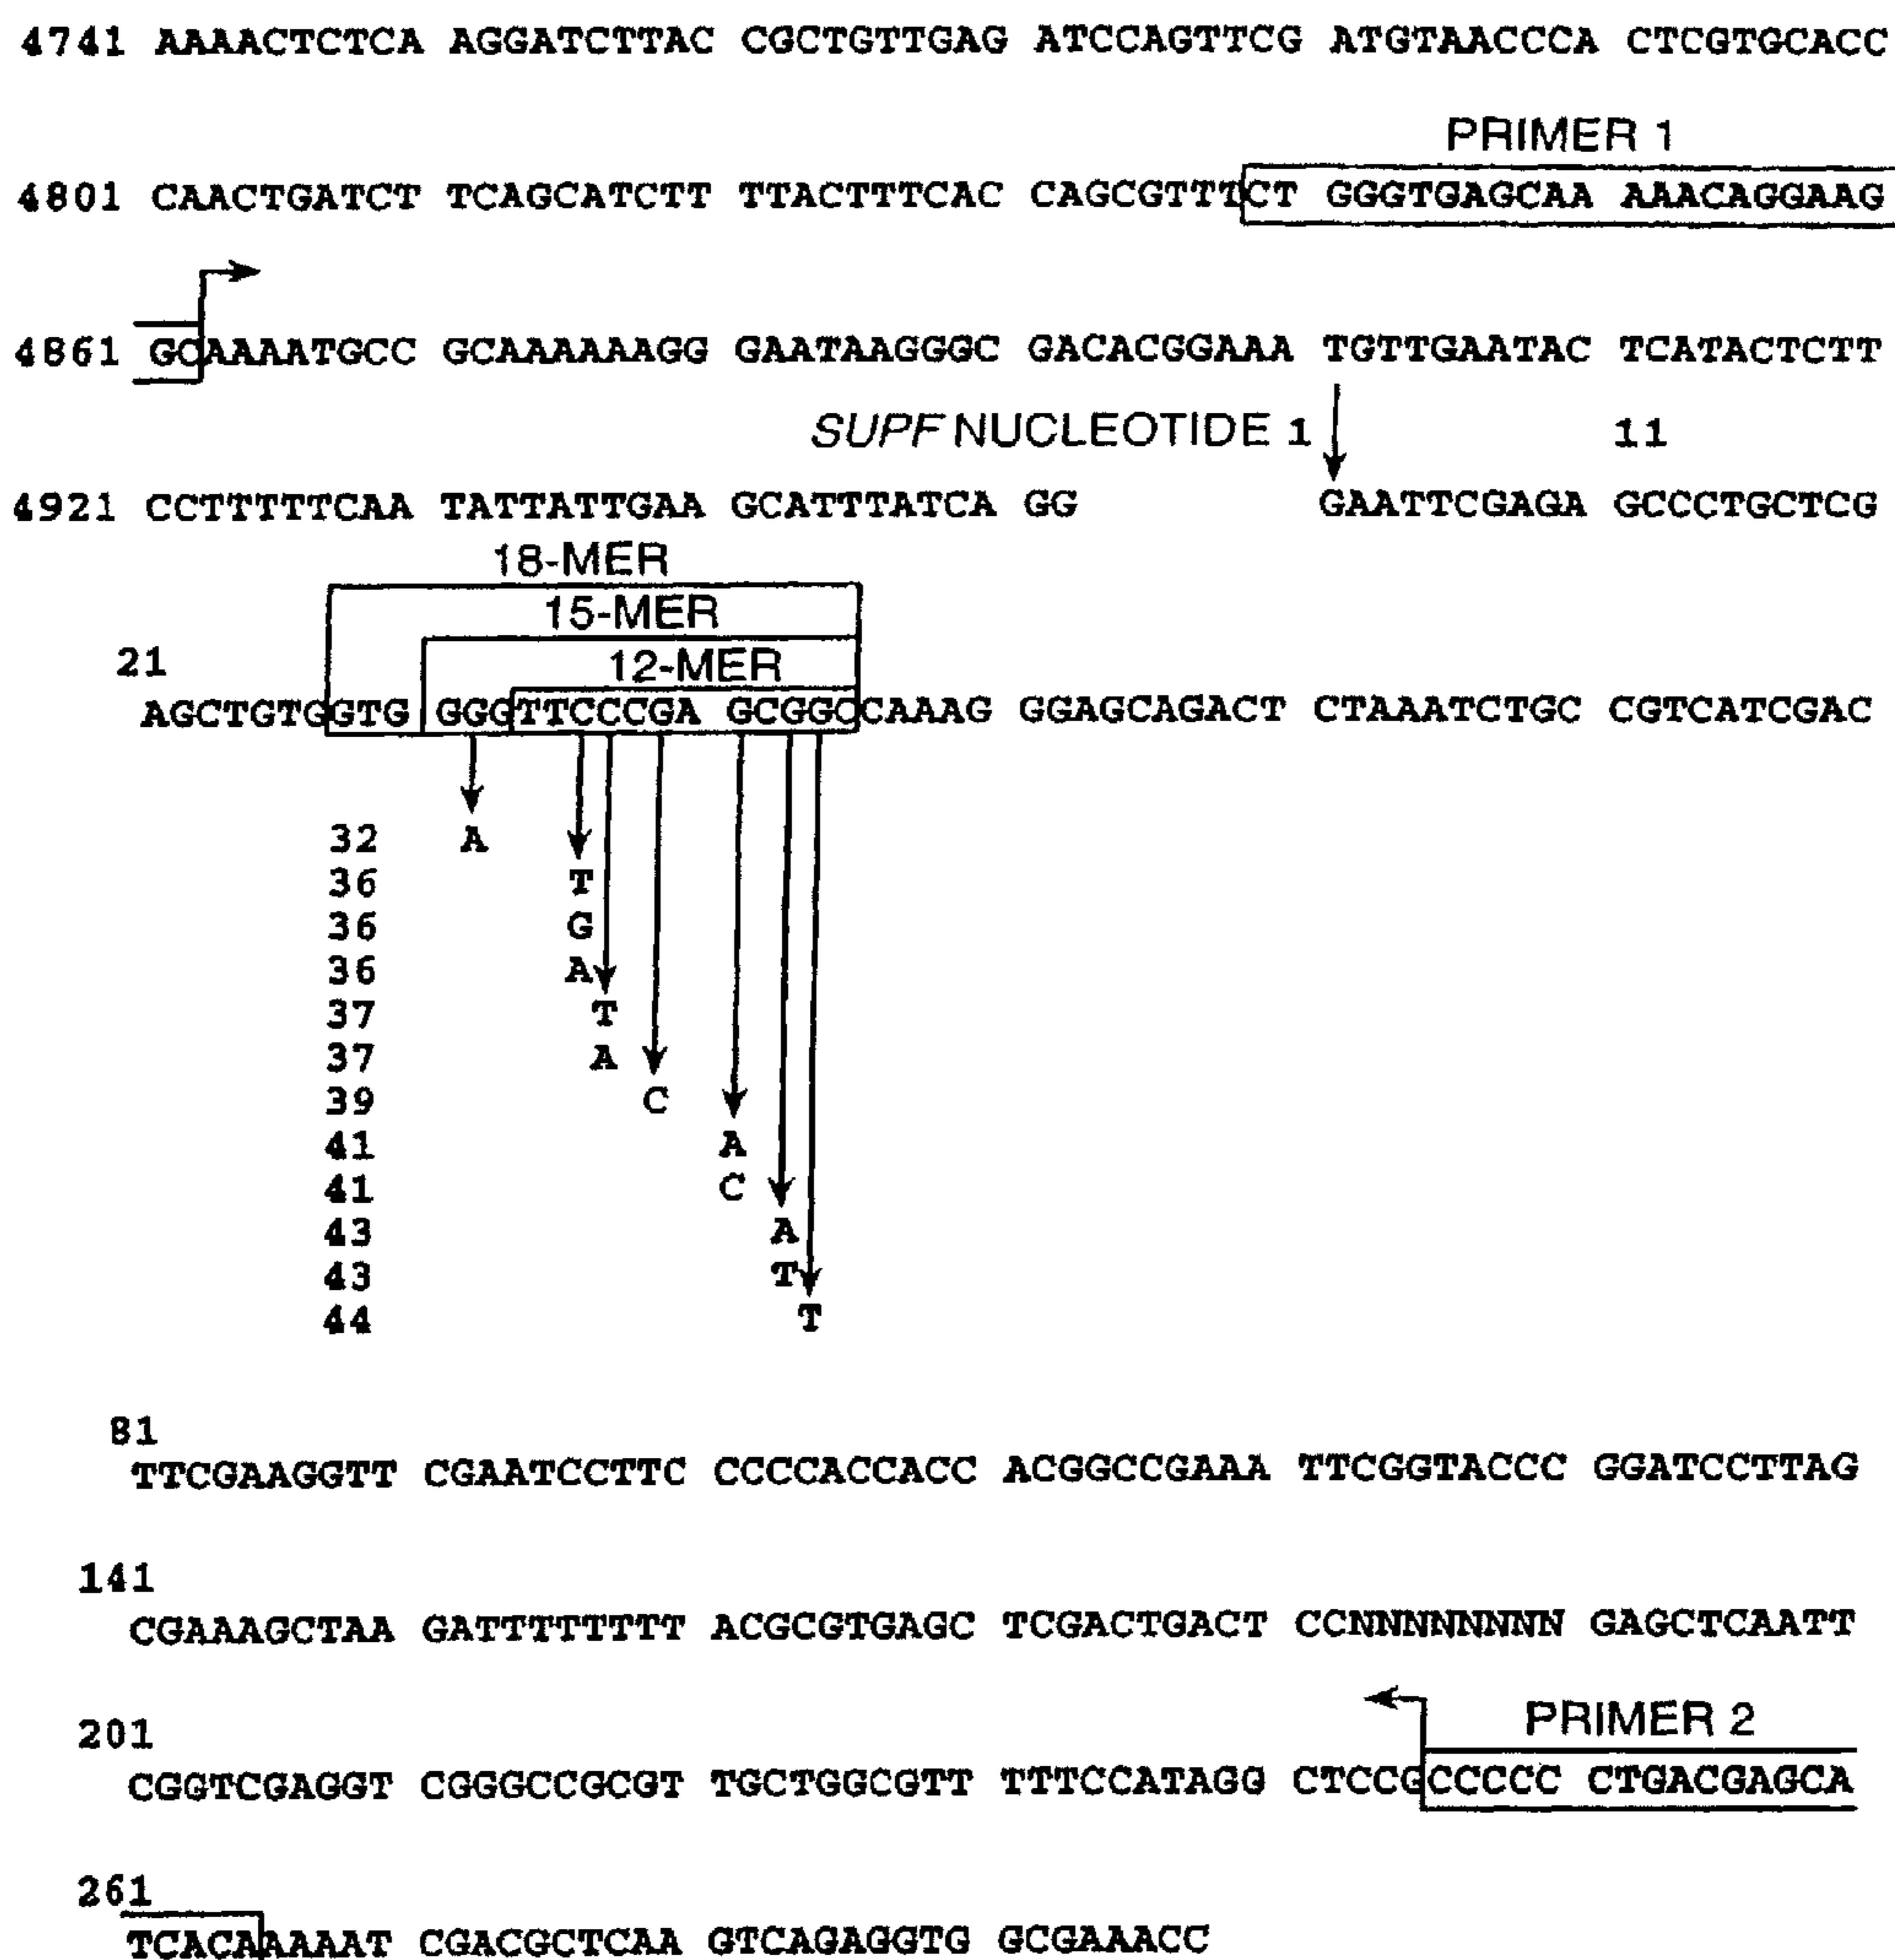 4741 AAAACTCTCA AGGATCTTAC CGCTGTTGAG ATCCAGTTCG ATGTAACCCA CTCGTGCACC
PRIMER 1
4801 CAACTGATCT TCAGCATCTT TTACTTTCAC CAGCGTTTCT GGGTGAGCAA AAACAGGAAG
4861 GCAAAATGCC GCAAAAAAGG GAATAAGGGC GACACGGAAA TGTTGAATAC TCATACTCTT
SUPF NUCLEOTIDE 1 11
4921 CCTTTTTCAA TATTATTGAA GCATTTATCA GG GAATTCGAGA GCCCTGCTCG
18-MER
15-MER
21 12-MER
AGCTGTGGTG GGGTTCCCGA GCGGCCAAAG GGAGCAGACT CTAAATCTGC CGTCATCGAC
32 A
36 T
36 G
36 A
37 T
37 A
39 C
41 A
41 C
43 A
43 T
44 T
81
TTCGAAGGTT CGAATCCTTC CCCCACCACC ACGGCCGAAA TTCGGTACCC GGATCCTTAG
141
CGAAAGCTAA GATTTTTTTT ACGCGTGAGC TCGACTGACT CCNNNNNNNN GAGCTCAATT
201 PRIMER 2
CGGTCGAGGT CGGGCCGCGT TGCTGGCGTT TTTCCATAGG CTCCGCCCCC CTGACGAGCA
261
TCACAAAAAT CGACGCTCAA GTCAGAGGTG GCGAAACC